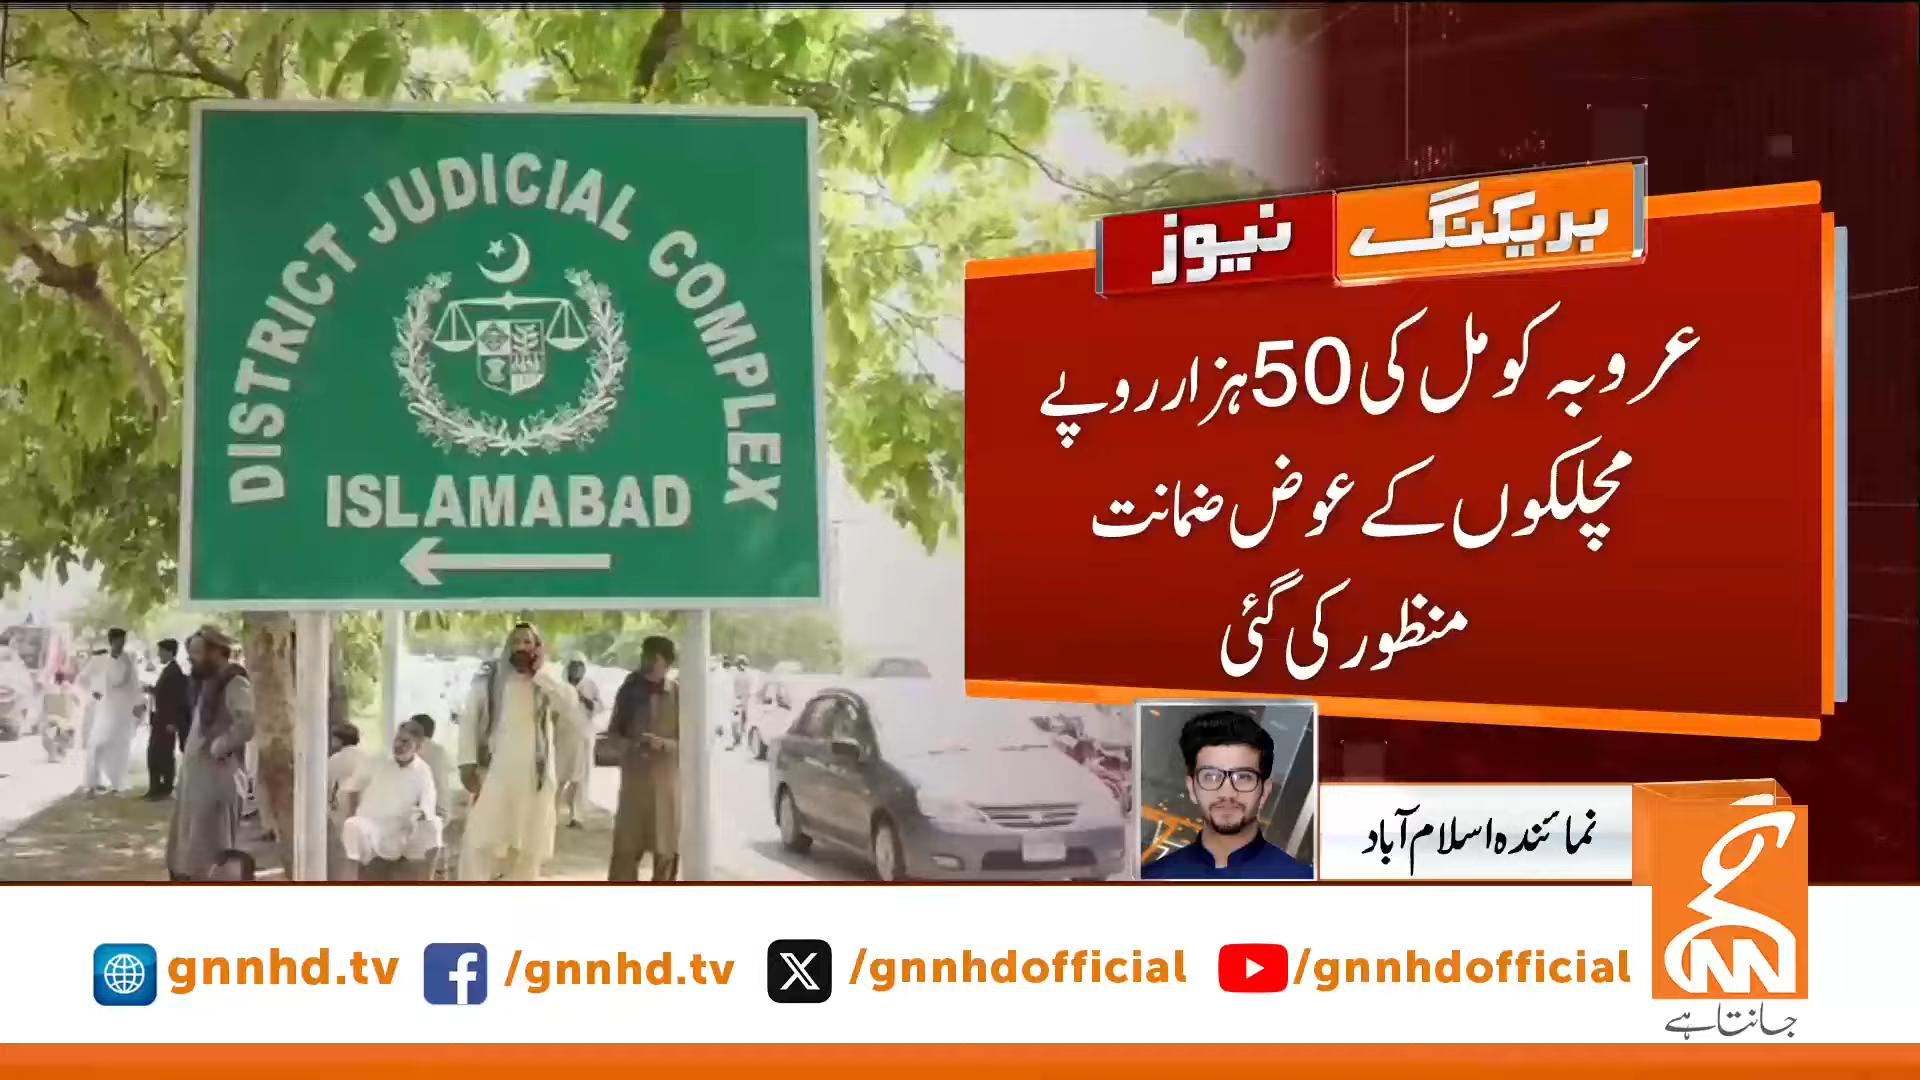 DISTRICT JUDICIAL COMPLEX
ISLAMABAD
بریکنگ نیوز
عروبہ کومل کی 50 ہزار روپے
مچلکوں کے عوض ضمانت
منظور کی گئی
نمائندہ اسلام آباد
gnnhd.tv
/gnnhd.tv
/gnnhdofficial
/gnnhdofficial
GNN
جانتا ہے